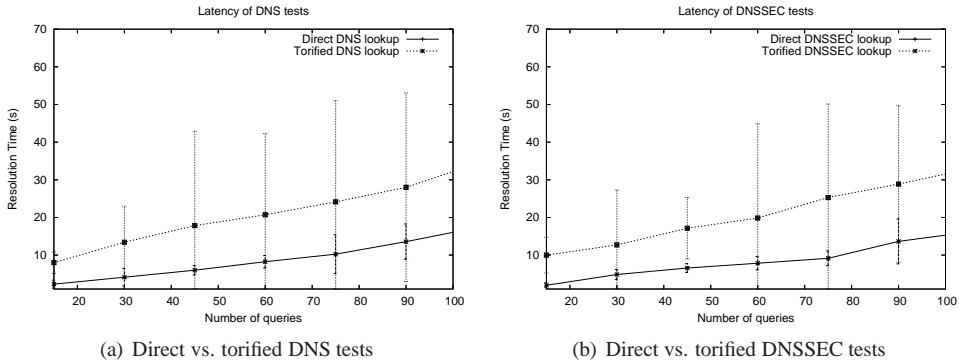 Latency of DNS tests
Direct DNS lookup
Torified DNS lookup
Resolution Time (s)
70
60
50
40
30
20
10
20 30 40 50 60 70 80 90 100
Number of queries
(a) Direct vs. torified DNS tests
Latency of DNSSEC tests
Direct DNSSEC lookup
Torified DNSSEC lookup
Resolution Time (s)
70
60
50
40
30
20
10
20 30 40 50 60 70 80 90 100
Number of queries
(b) Direct vs. torified DNSSEC tests